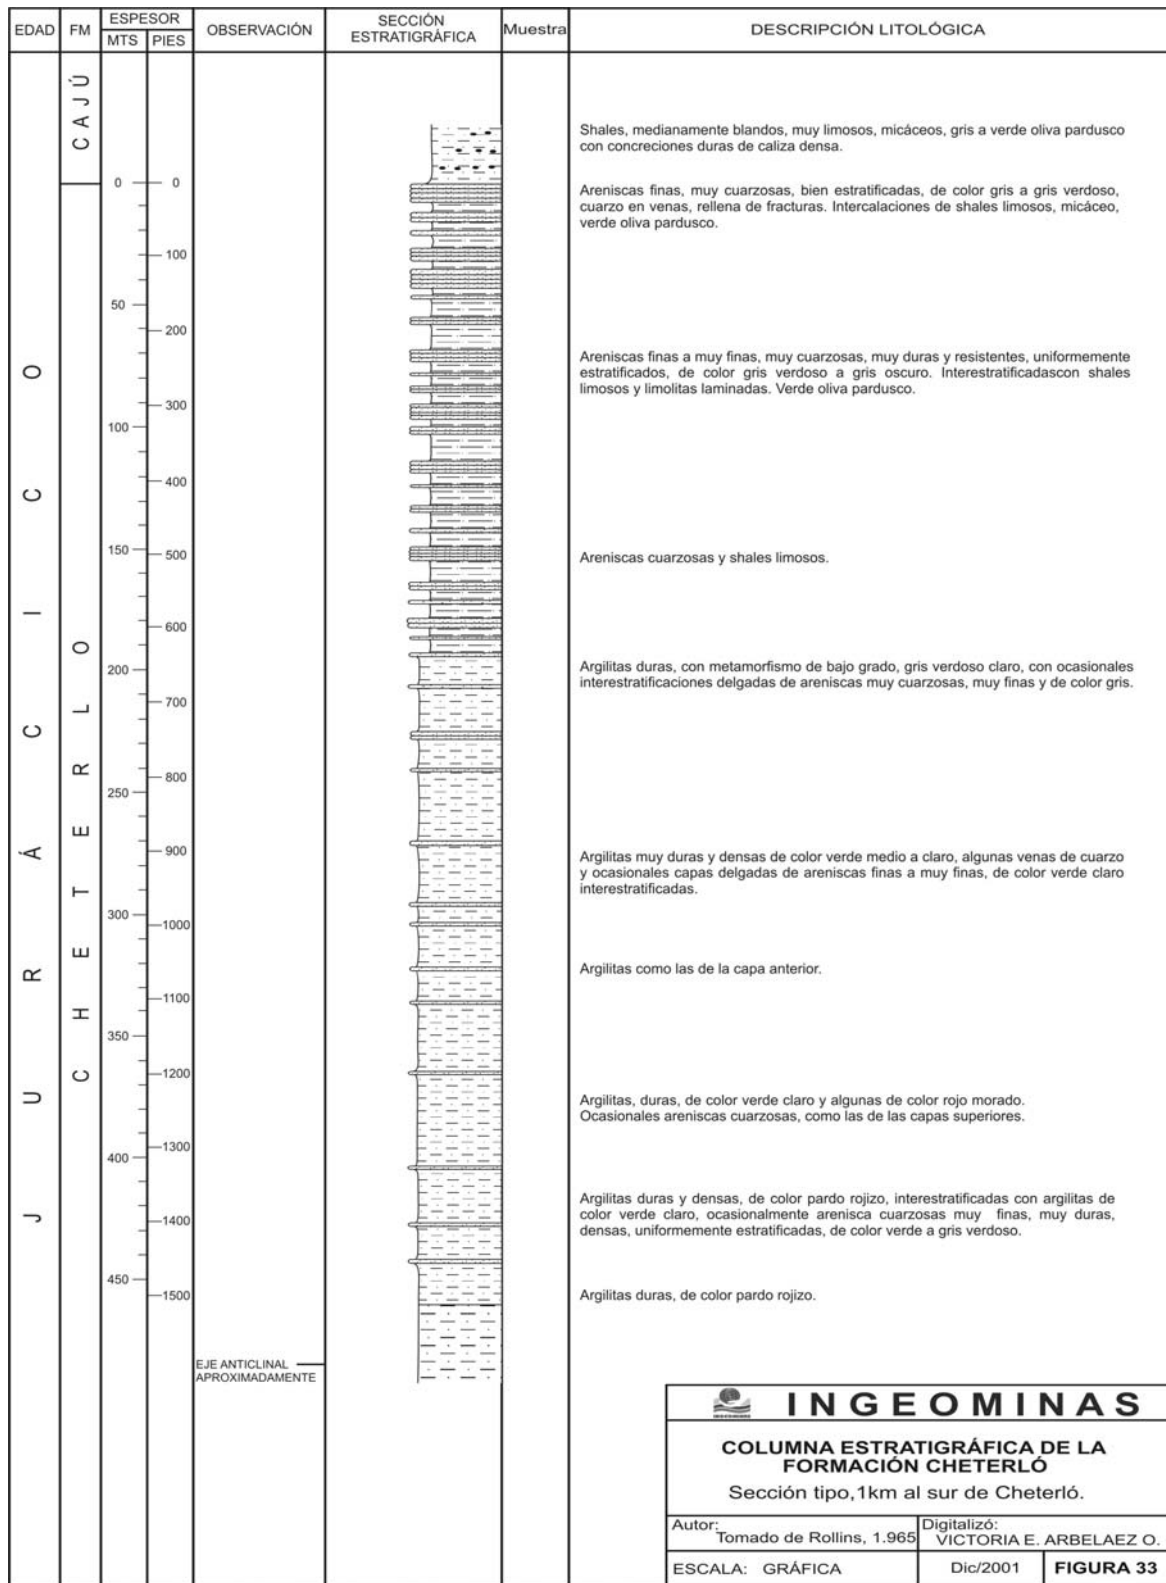 EDAD
FM
ESPESOR
MTS
PIES
OBSERVACIÓN
SECCIÓN
ESTRATIGRÁFICA
Muestra
DESCRIPCIÓN LITOLÓGICA
JURÁCCICIO
CAJÚ
CHETERLO
0
50
100
150
200
250
300
350
400
450
0
100
200
300
400
500
600
700
800
900
1000
1100
1200
1300
1400
1500
EJE ANTICLINAL
APROXIMADAMENTE
Shales, medianamente blandos, muy limosos, micáceos, gris a verde oliva pardusco
con concreciones duras de caliza densa.
Areniscas finas, muy cuarzosas, bien estratificadas, de color gris a gris verdoso,
cuarzo en venas, rellena de fracturas. Intercalaciones de shales limosos, micáceo,
verde oliva pardusco.
Areniscas finas a muy finas, muy cuarzosas, muy duras y resistentes, uniformemente
estratificados, de color gris verdoso a gris oscuro. Interestratificadascon shales
limosos y limolitas laminadas. Verde oliva pardusco.
Areniscas cuarzosas y shales limosos.
Argilitas duras, con metamorfismo de bajo grado, gris verdoso claro, con ocasionales
interestratificaciones delgadas de areniscas muy cuarzosas, muy finas y de color gris.
Argilitas muy duras y densas de color verde medio a claro, algunas venas de cuarzo
y ocasionales capas delgadas de areniscas finas a muy finas, de color verde claro
interestratificadas.
Argilitas como las de la capa anterior.
Argilitas, duras, de color verde claro y algunas de color rojo morado.
Ocasionales areniscas cuarzosas, como las de las capas superiores.
Argilitas duras y densas, de color pardo rojizo, interestratificadas con argilitas de
color verde claro, ocasionalmente arenisca cuarzosas muy finas, muy duras,
densas, uniformemente estratificadas, de color verde a gris verdoso.
Argilitas duras, de color pardo rojizo.
INGEOMINAS
COLUMNA ESTRATIGRÁFICA DE LA
FORMACIÓN CHETERLÓ
Sección tipo,1km al sur de Cheterló.
Autor:
Tomado de Rollins, 1.965
Digitalizó:
VICTORIA E. ARBELAEZ O.
ESCALA: GRÁFICA
Dic/2001
FIGURA 33